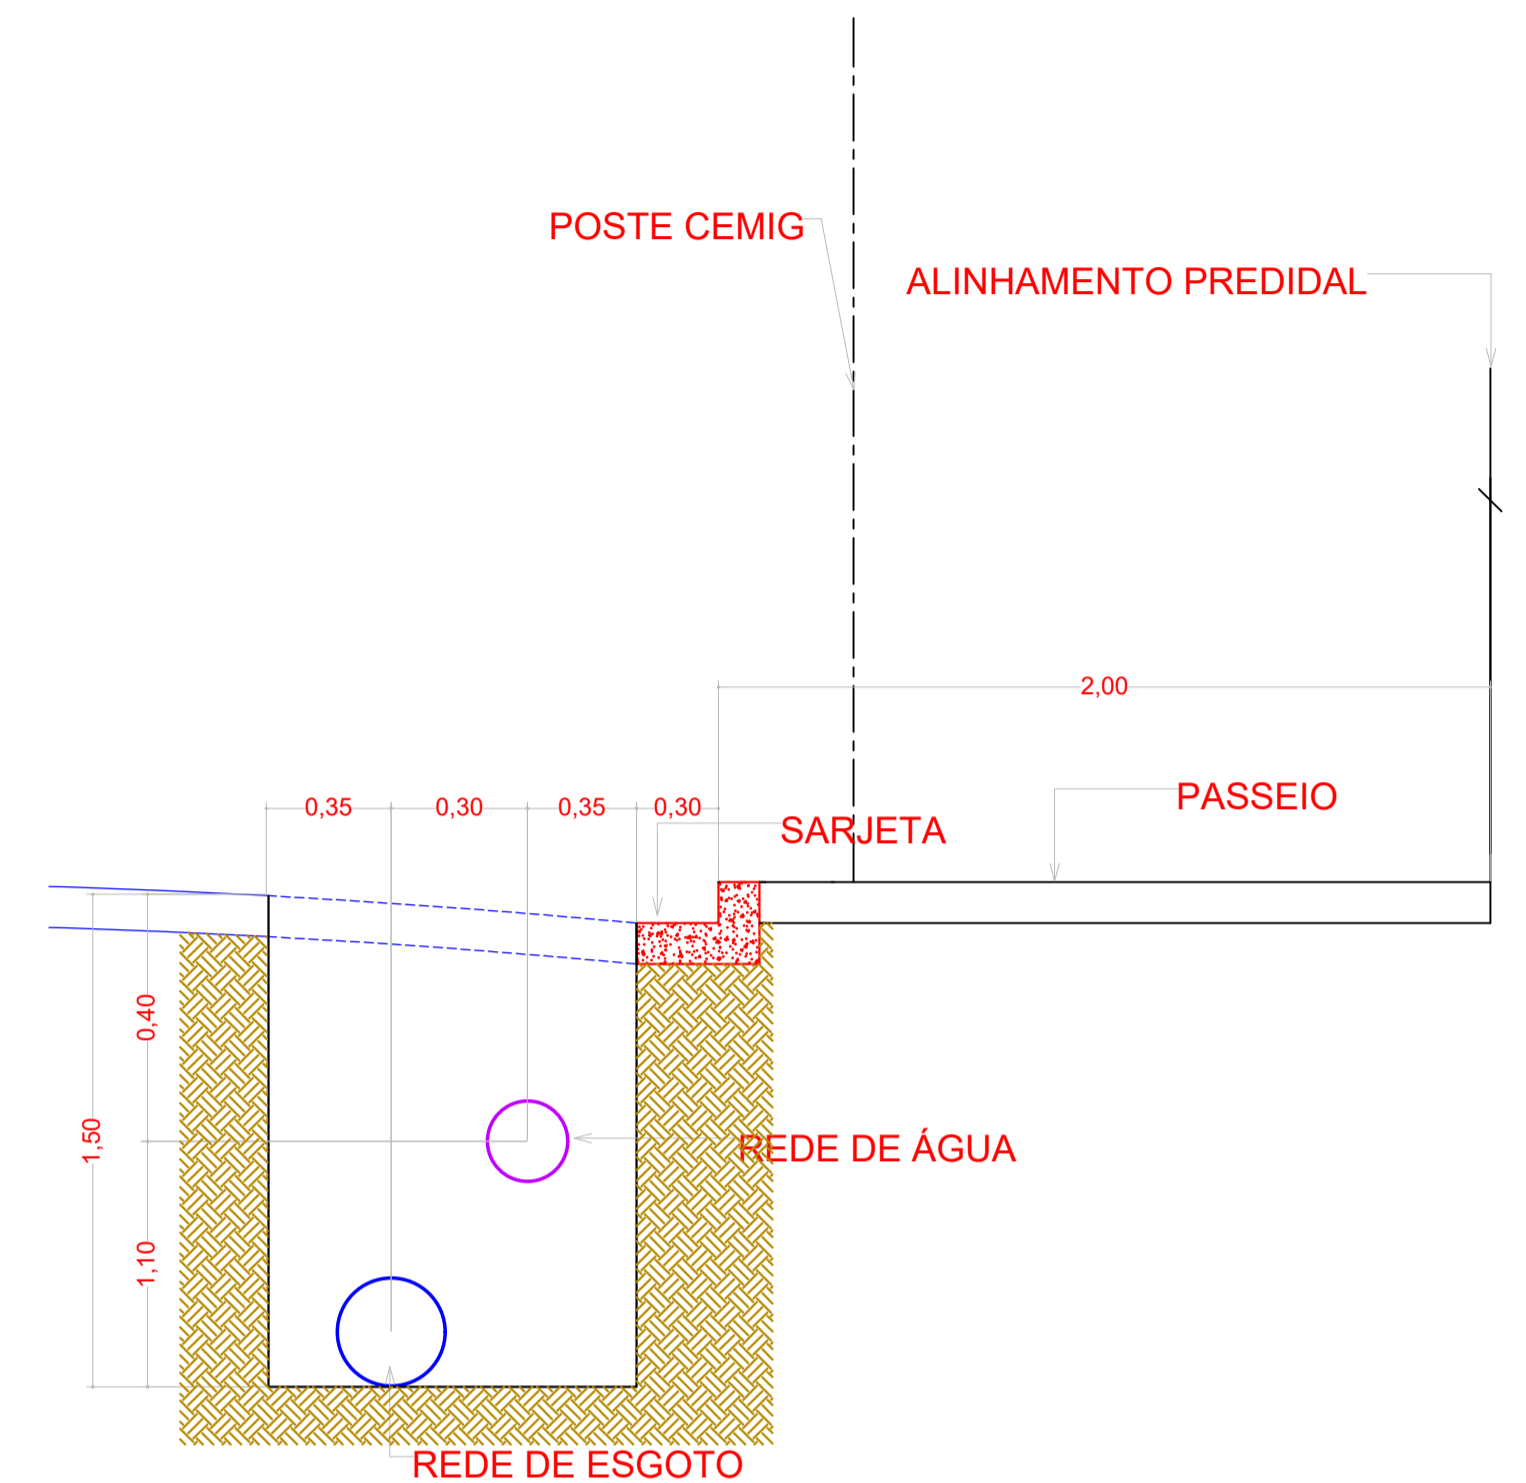 POSTE CEMIG
ALINHAMENTO PREDIDAL
2,00
PASSEIO
0,35
0,30
0,35
0,30
SARJETA
0,40
1,50
REDE DE ÁGUA
1,10
REDE DE ESGOTO